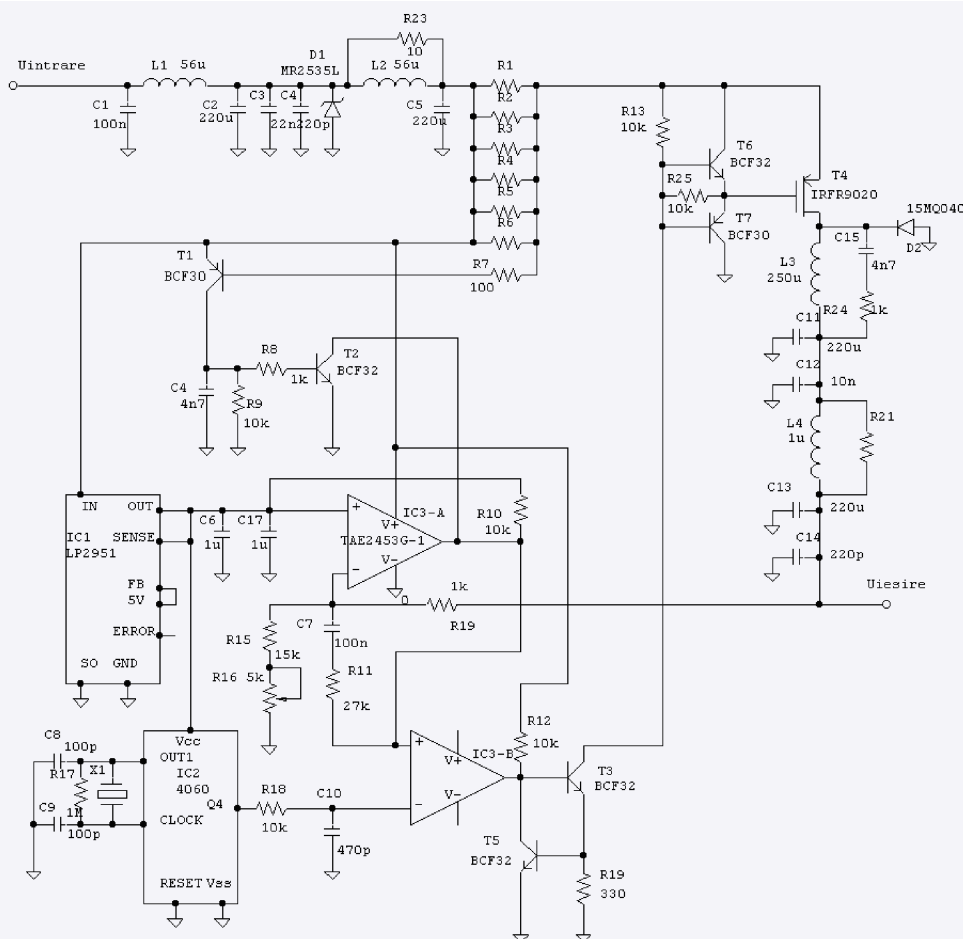 R23
10
D1
MR2535L
Uintrare
L1 56u
L2 56u
R1
C1
100n
C2
220u
C3
22n
C4
220p
C5
220u
R2
R3
R4
R5
R6
R7
100
R13
10k
T6
BCF32
R25
10k
T7
BCF30
T4
IRFR9020
15MQ040
D2
C15
4n7
L3
250u
R24 1k
T1
BCF30
C11
220u
R8
1k
T2
BCF32
C12
10n
C4
4n7
R9
10k
L4
1u
R21
IN OUT
IC1
LP2951
SENSE
FB
5V
ERROR
SO GND
C6
1u
C17
1u
+
V+
IC3-A
TAE2453G-1
V-
−
0
R10
10k
C13
220u
C14
220p
Uiesire
1k
R19
R15
15k
C7
100n
R16 5k
R11
27k
C8
100p
R17
1M
X1
C9
100p
Vcc
OUT1
IC2
4060
Q4
CLOCK
RESET Vss
R18
10k
C10
470p
+
V+
IC3-B
V-
−
R12
10k
T3
BCF32
T5
BCF32
R19
330